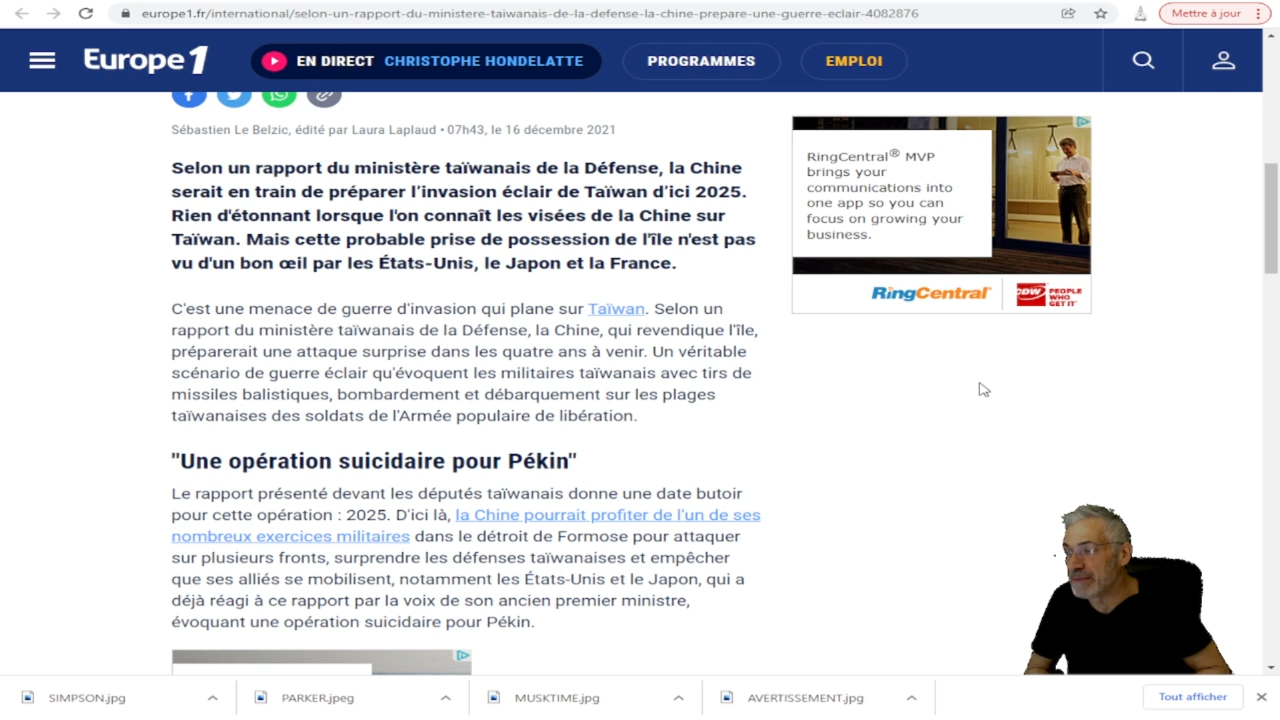 europe1.fr/international/selon-un-rapport-du-ministere-taiwanais-de-la-defense-la-chine-prepare-une-guerre-eclair-4082876
Mettre à jour
Europe 1
EN DIRECT CHRISTOPHE HONDELATTE
PROGRAMMES
EMPLOI
Sébastien Le Belzic, édité par Laura Laplaud • 07h43, le 16 décembre 2021
Selon un rapport du ministère taïwanais de la Défense, la Chine
serait en train de préparer l'invasion éclair de Taïwan d'ici 2025.
Rien d'étonnant lorsque l'on connaît les visées de la Chine sur
Taïwan. Mais cette probable prise de possession de l'île n'est pas
vu d'un bon œil par les États-Unis, le Japon et la France.
C'est une menace de guerre d'invasion qui plane sur Taïwan. Selon un
rapport du ministère taïwanais de la Défense, la Chine, qui revendique l'île,
préparerait une attaque surprise dans les quatre ans à venir. Un véritable
scénario de guerre éclair qu'évoquent les militaires taïwanais avec tirs de
missiles balistiques, bombardement et débarquement sur les plages
taïwanaises des soldats de l'Armée populaire de libération.
"Une opération suicidaire pour Pékin"
Le rapport présenté devant les députés taïwanais donne une date butoir
pour cette opération : 2025. D'ici là, la Chine pourrait profiter de l'un de ses
nombreux exercices militaires dans le détroit de Formose pour attaquer
sur plusieurs fronts, surprendre les défenses taïwanaises et empêcher
que ses alliés se mobilisent, notamment les États-Unis et le Japon, qui a
déjà réagi à ce rapport par la voix de son ancien premier ministre,
évoquant une opération suicidaire pour Pékin.
RingCentral® MVP
brings your
communications into
one app so you can
focus on growing your
business.
RingCentral
CDW
PEOPLE
WHO
GET IT
SIMPSON.jpg
PARKER.jpeg
MUSKTIME.jpg
AVERTISSEMENT.jpg
Tout afficher